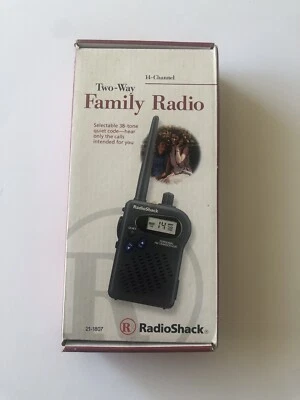 14-Channel
Two-Way
Family Radio
Selectable 38-tone
quiet code—hear
only the calls
intended for you
RadioShack
14
R
RadioShack®
21-1807